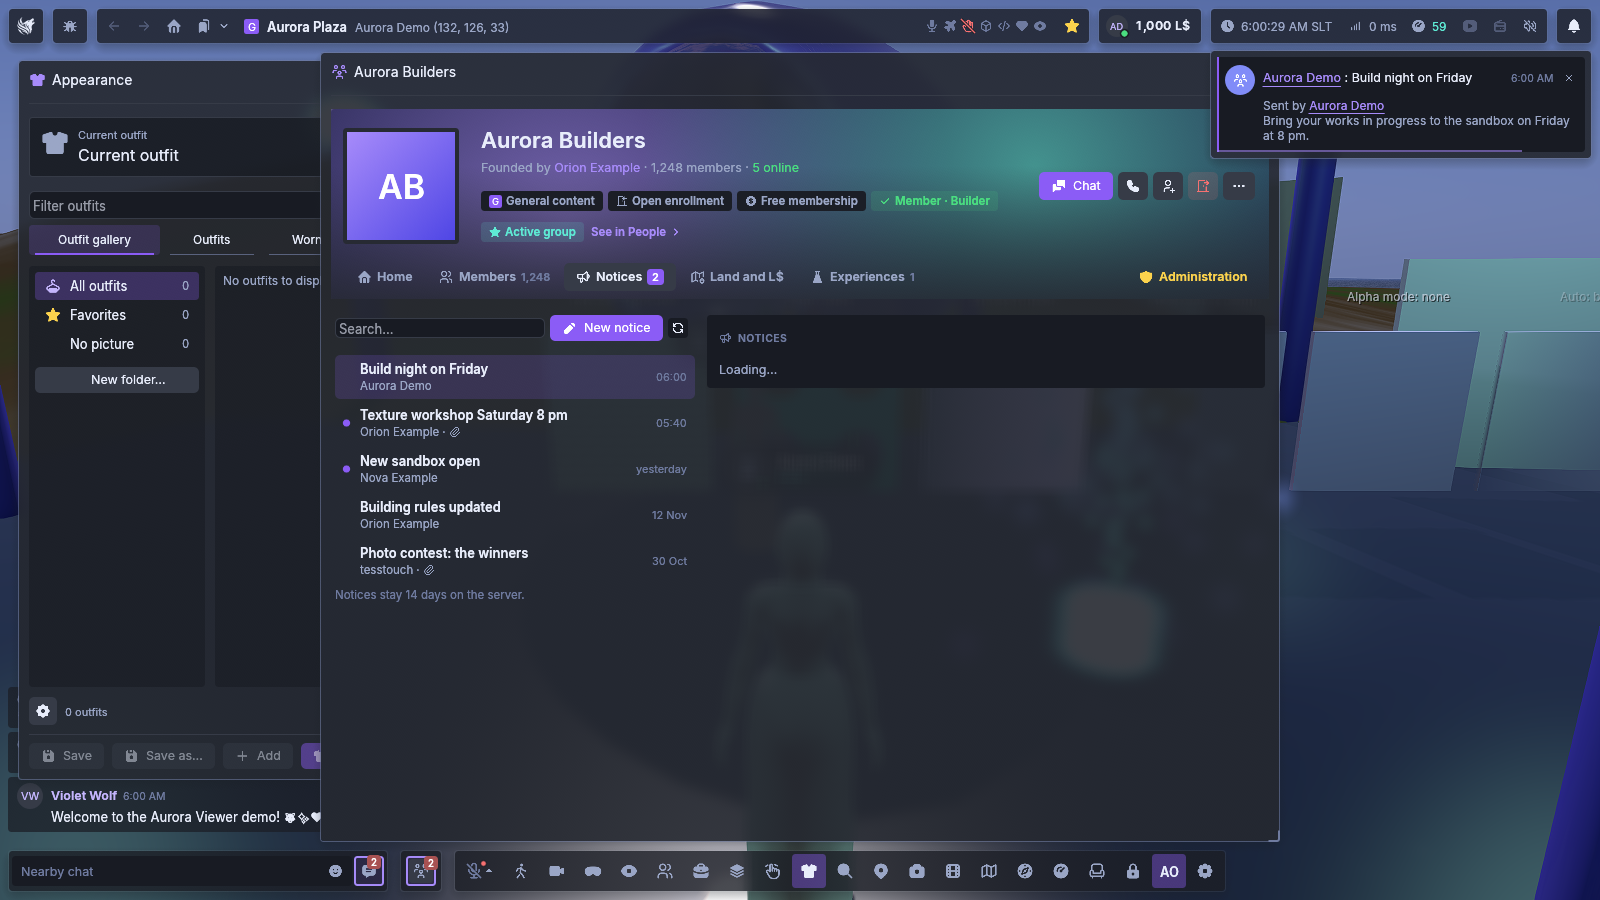 G Aurora Plaza Aurora Demo (132, 126, 33)
AD 1,000 L$
6:00:29 AM SLT 0 ms 59
Appearance
Current outfit
Current outfit
Filter outfits
Outfit gallery Outfits Worn
All outfits 0
Favorites 0
No picture 0
New folder...
No outfits to disp
0 outfits
Save Save as... Add
Aurora Builders
AB
Aurora Builders
Founded by Orion Example · 1,248 members · 5 online
G General content Open enrollment Free membership Member · Builder
Active group See in People
Chat
Home Members 1,248 Notices 2 Land and L$ Experiences 1 Administration
Search... New notice
Build night on Friday
Aurora Demo
06:00
Texture workshop Saturday 8 pm
Orion Example ·
05:40
New sandbox open
Nova Example
yesterday
Building rules updated
Orion Example
12 Nov
Photo contest: the winners
tesstouch ·
30 Oct
Notices stay 14 days on the server.
NOTICES
Loading...
Aurora Demo : Build night on Friday 6:00 AM
Sent by Aurora Demo
Bring your works in progress to the sandbox on Friday
at 8 pm.
Alpha mode: none
Auto: b
VW Violet Wolf 6:00 AM
Welcome to the Aurora Viewer demo!
Nearby chat 2 2 AO